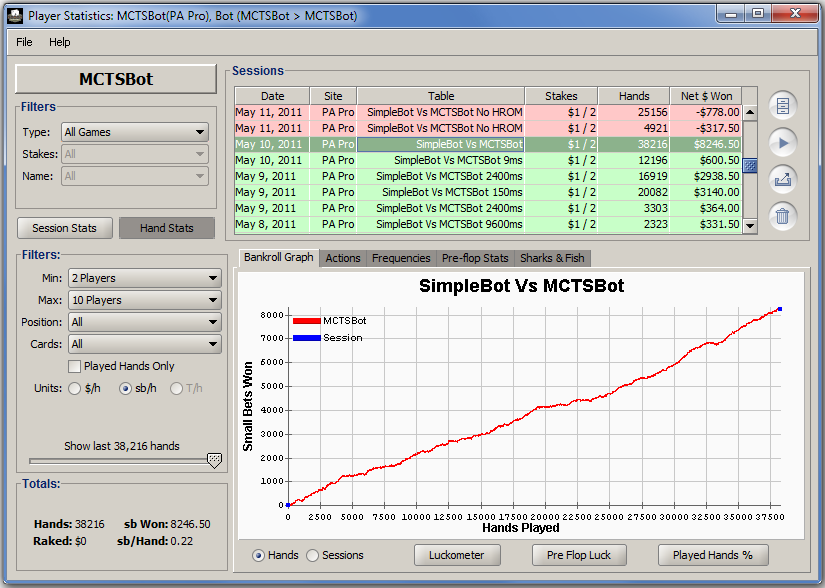 Player Statistics: MCTSBot(PA Pro), Bot (MCTSBot > MCTSBot)
File Help
MCTSBot
Filters
Type: All Games
Stakes: All
Name: All
Session Stats Hand Stats
Sessions
Date Site Table Stakes Hands Net $ Won
May 11, 2011 PA Pro SimpleBot Vs MCTSBot No HROM $1 / 2 25156 -$778.00
May 11, 2011 PA Pro SimpleBot Vs MCTSBot No HROM $1 / 2 4921 -$317.50
May 10, 2011 PA Pro SimpleBot Vs MCTSBot $1 / 2 38216 $8246.50
May 10, 2011 PA Pro SimpleBot Vs MCTSBot 9ms $1 / 2 12196 $600.50
May 9, 2011 PA Pro SimpleBot Vs MCTSBot 2400ms $1 / 2 16919 $2938.50
May 9, 2011 PA Pro SimpleBot Vs MCTSBot 150ms $1 / 2 20082 $3140.00
May 9, 2011 PA Pro SimpleBot Vs MCTSBot 2400ms $1 / 2 3303 $364.00
May 8, 2011 PA Pro SimpleBot Vs MCTSBot 9600ms $1 / 2 2323 $331.50
Filters:
Min: 2 Players
Max: 10 Players
Position: All
Cards: All
Played Hands Only
Units: $/h sb/h T/h
Show last 38,216 hands
Totals:
Hands: 38216 sb Won: 8246.50
Raked: $0 sb/Hand: 0.22
Bankroll Graph Actions Frequencies Pre-flop Stats Sharks & Fish
SimpleBot Vs MCTSBot
MCTSBot
Session
Small Bets Won
8000
7000
6000
5000
4000
3000
2000
1000
0
0 2500 5000 7500 10000 12500 15000 17500 20000 22500 25000 27500 30000 32500 35000 37500
Hands Played
Hands Sessions Luckometer Pre Flop Luck Played Hands %